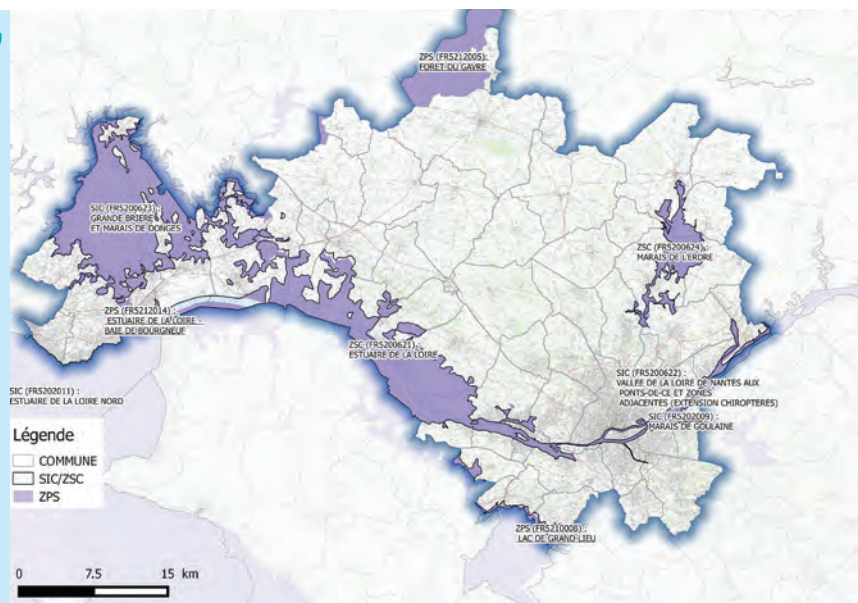 ZPS (FR5212005) :
FORET DU GAVRE
SIC (FR5200623) :
GRANDE BRIERE
ET MARAIS DE DONGES
ZSC (FR5200624) :
MARAIS DE L'ERDRE
ZPS (FR5212014) :
ESTUAIRE DE LA LOIRE -
BAIE DE BOURGNEUF
ZSC (FR5200621) :
ESTUAIRE DE LA LOIRE
SIC (FR5200622) :
VALLEE DE LA LOIRE DE NANTES AUX
PONTS-DE-CE ET ZONES
ADJACENTES (EXTENSION CHIROPTERES)
SIC (FR5202009) :
MARAIS DE GOULAINE
SIC (FR5202011) :
ESTUAIRE DE LA LOIRE NORD
Légende
COMMUNE
SIC/ZSC
ZPS
ZPS (FR5210008) :
LAC DE GRAND-LIEU
0 7.5 15 km